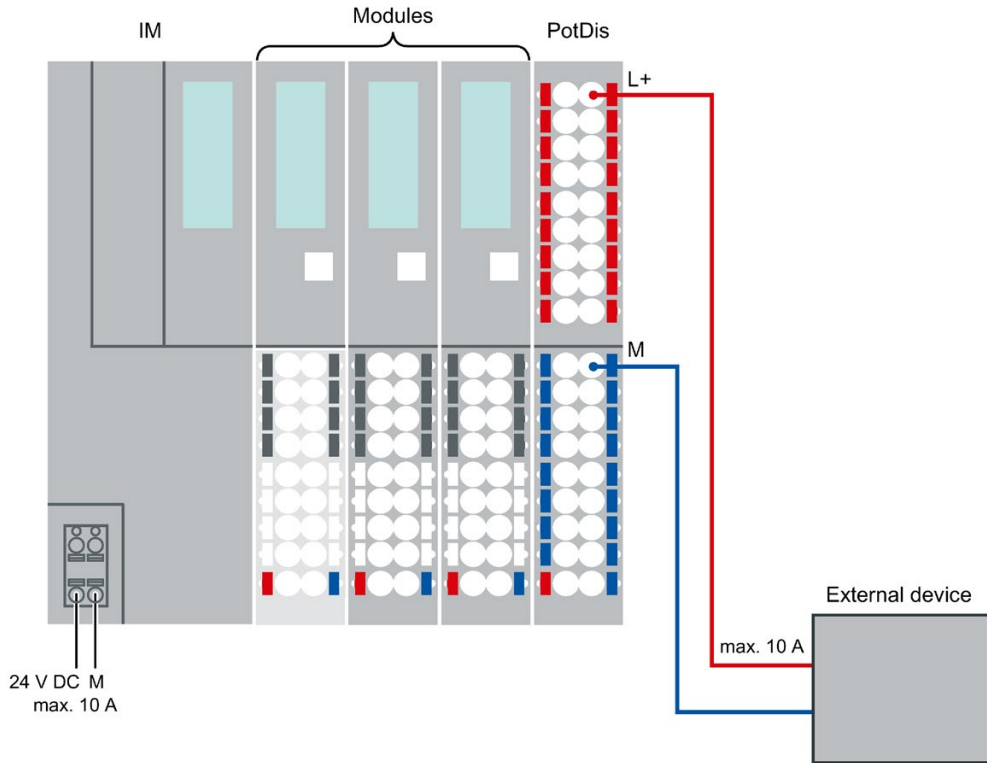 IM
Modules
PotDis
L+
M
External device
max. 10 A
24 V DC M
max. 10 A